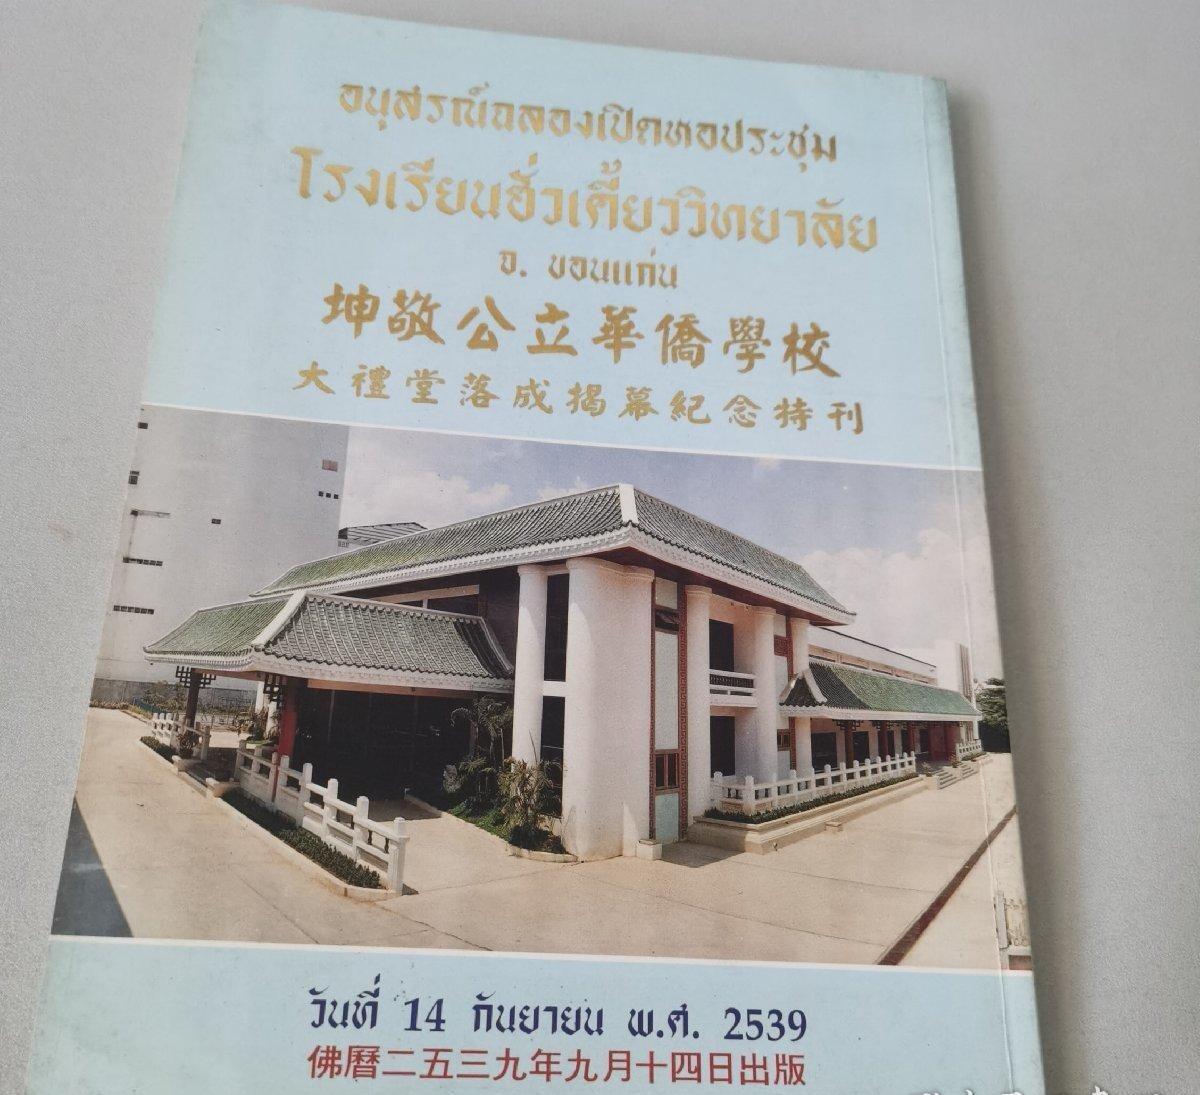 อนุสรณ์ฉลองเปิดหอประชุม
โรงเรียนฮั่วเคี้ยววิทยาลัย
จ. ขอนแก่น
坤敬公立華僑學校
大禮堂落成揭幕紀念特刊
วันที่ 14 กันยายน พ.ศ. 2539
佛曆二五三九年九月十四日出版